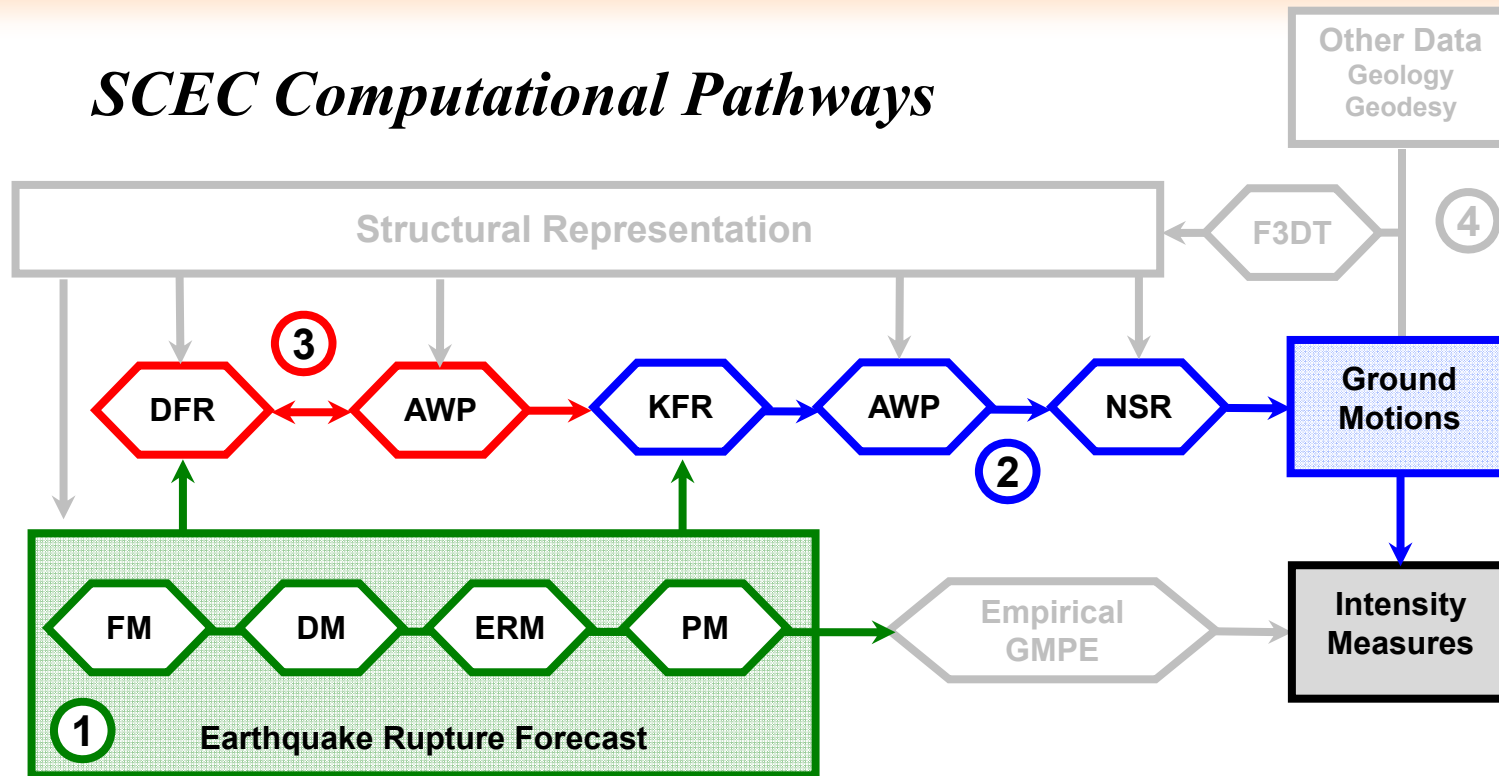 SCEC Computational Pathways
Other Data
Geology
Geodesy
Structural Representation
F3DT
4
3
DFR
AWP
KFR
AWP
NSR
Ground
Motions
2
FM
DM
ERM
PM
Empirical
GMPE
Intensity
Measures
1
Earthquake Rupture Forecast